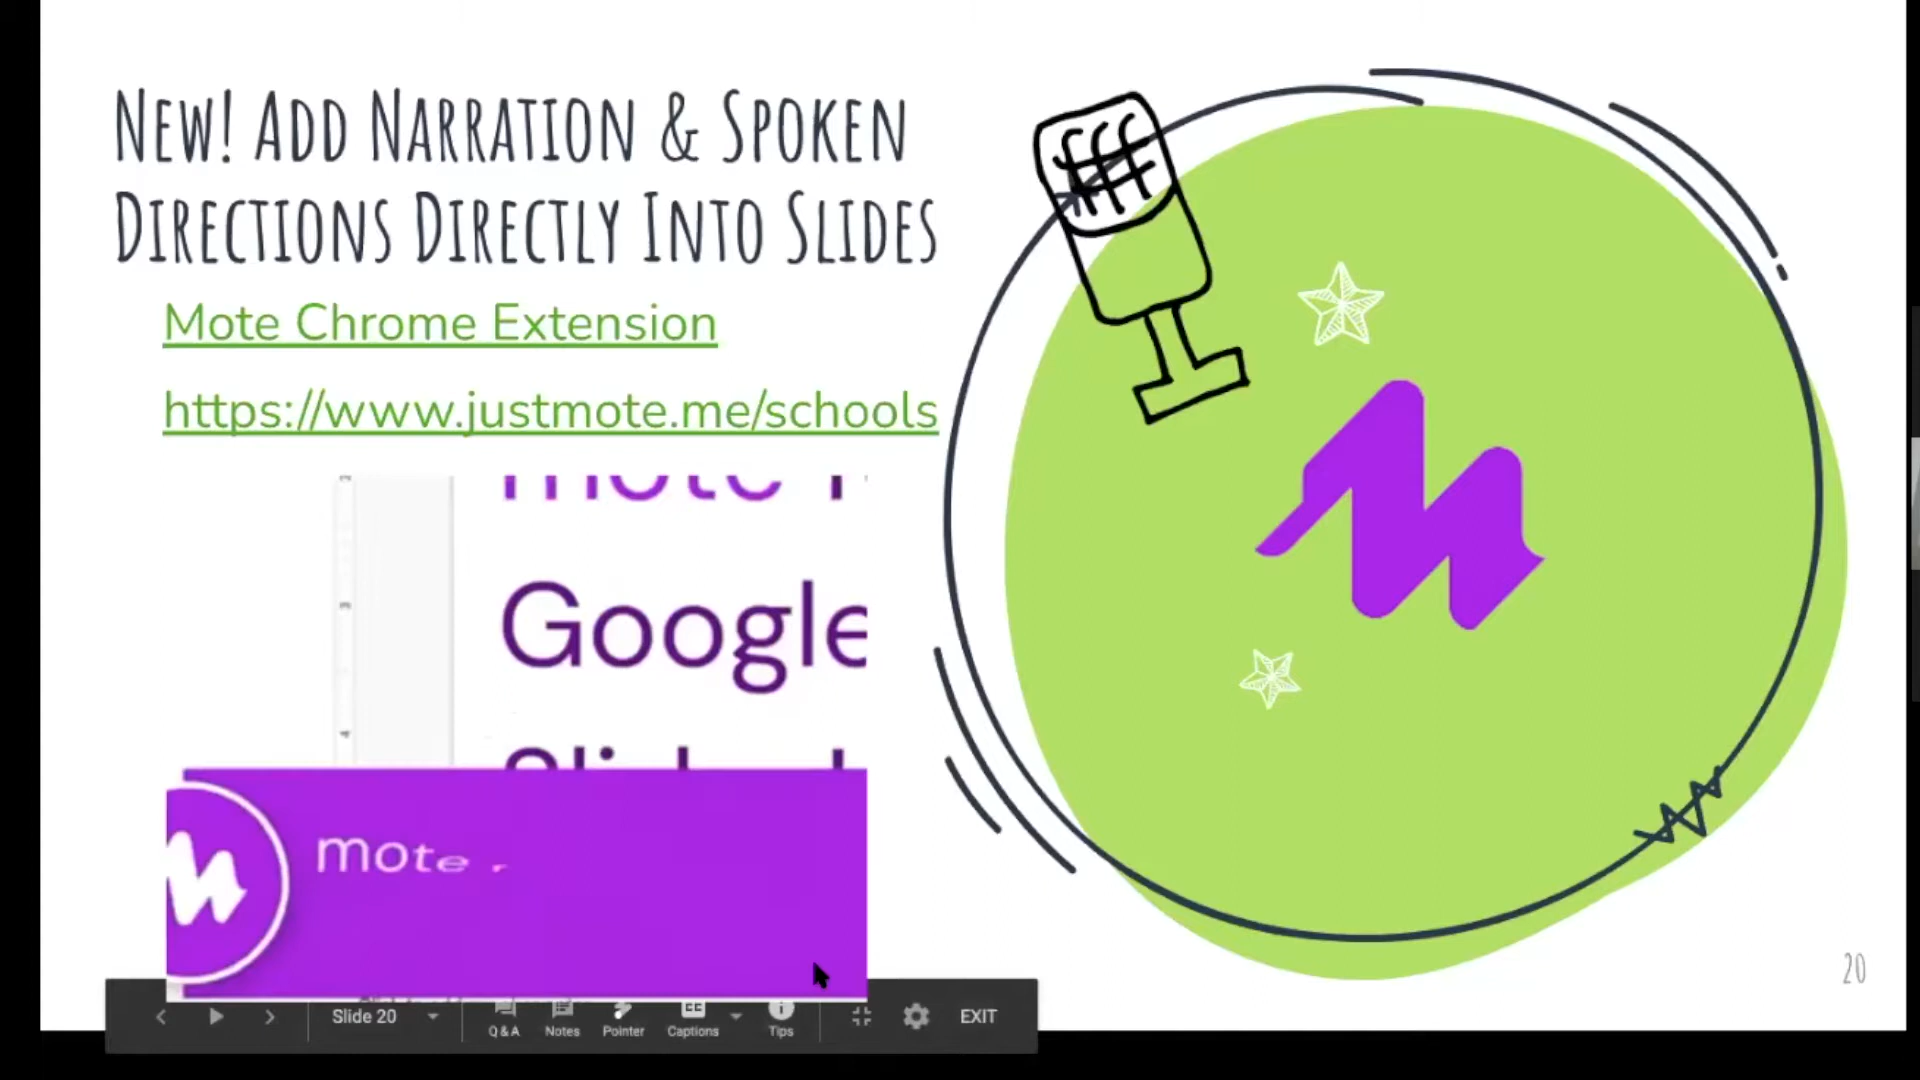 New! Add Narration & Spoken
Directions Directly Into Slides
Mote Chrome Extension
https://www.justmote.me/schools
mote
Google
mote
20
Slide 20
Q&A
Notes
Pointer
Captions
Tips
EXIT